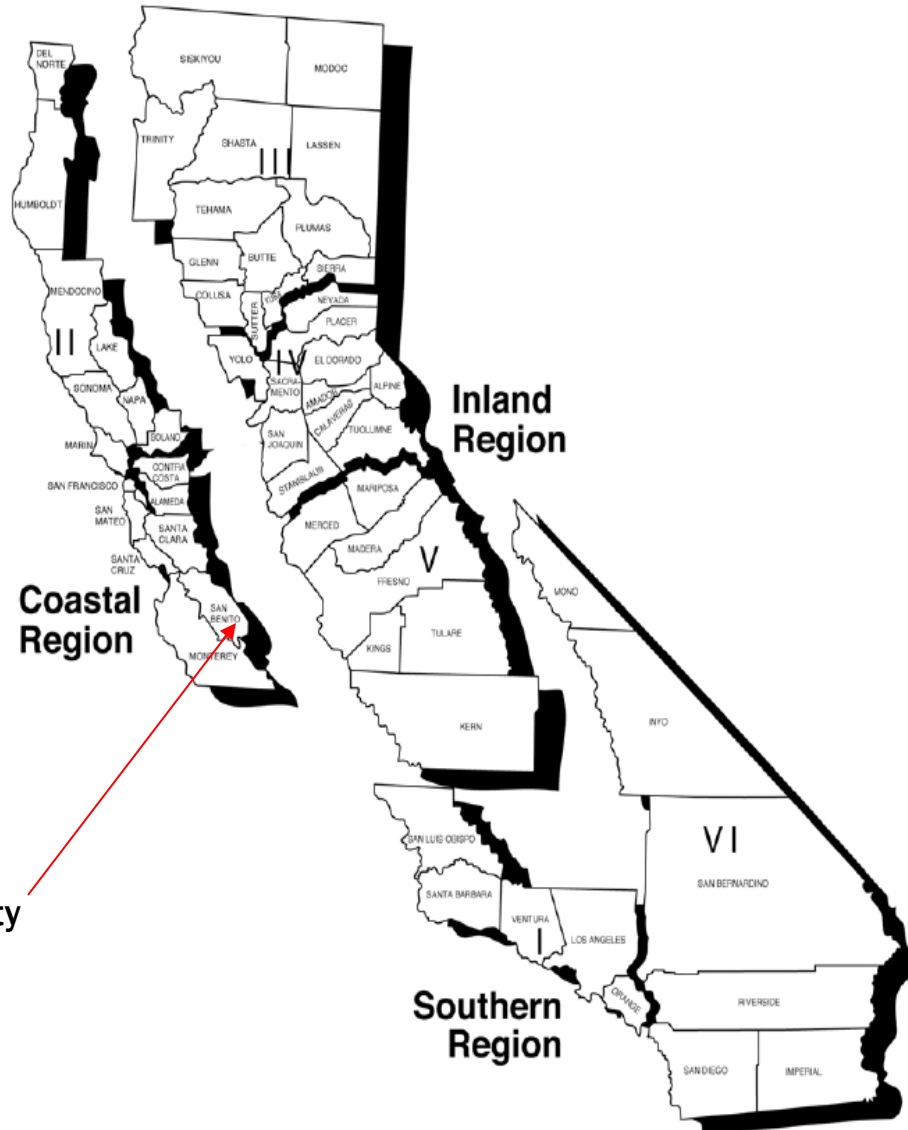 DEL
NORTE
SISKIYOU
MODOC
TRINITY
SHASTA
LASSEN
III
HUMBOLDT
TEHAMA
PLUMAS
GLENN
BUTTE
SIERRA
MENDOCINO
COLUSA
SUTTER
YUBA
NEVADA
PLACER
II
LAKE
YOLO
IV
EL DORADO
SONOMA
NAPA
SACRA-
MENTO
ALPINE
AMADOR
CALAVERAS
Inland
Region
MARIN
SOLANO
SAN
JOAQUIN
TUOLUMNE
CONTRA
COSTA
STANISLAUS
SAN FRANCISCO
ALAMEDA
MARIPOSA
SAN
MATEO
SANTA
CLARA
MERCED
MADERA
SANTA
CRUZ
V
FRESNO
MONO
Coastal
Region
SAN
BENITO
MONTEREY
KINGS
TULARE
KERN
INYO
SAN LUIS OBISPO
VI
SAN BERNARDINO
SANTA BARBARA
VENTURA
I
LOS ANGELES
ty
Southern
Region
ORANGE
RIVERSIDE
SAN DIEGO
IMPERIAL